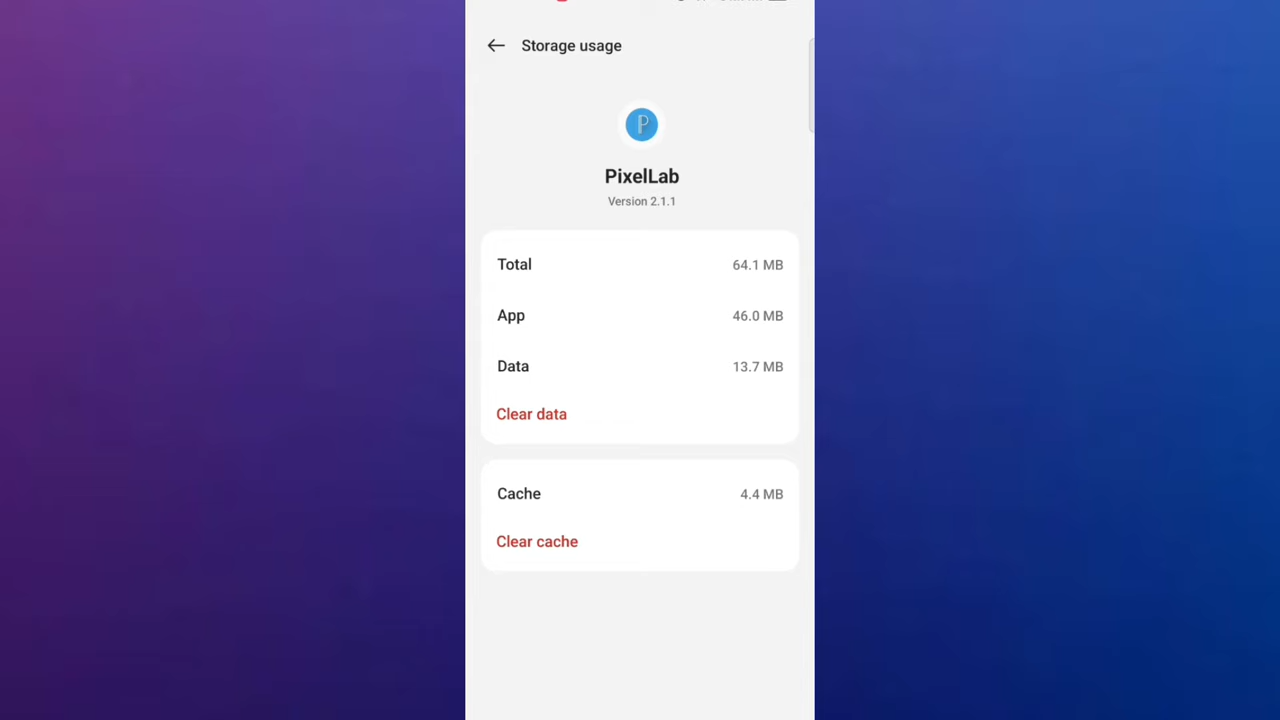 Storage usage
P
PixelLab
Version 2.1.1
Total 64.1 MB
App 46.0 MB
Data 13.7 MB
Clear data
Cache 4.4 MB
Clear cache